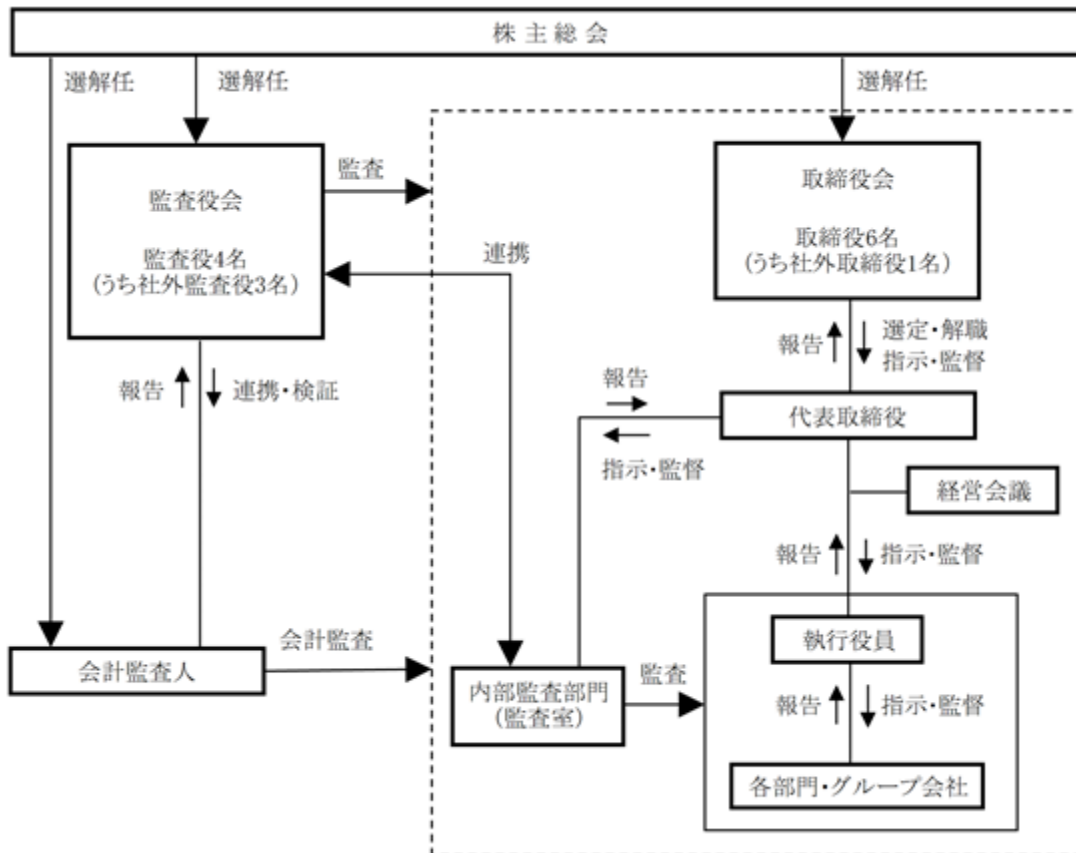 株主総会
選解任
選解任
選解任
監査役会
監査役4名
(うち社外監査役3名)
監査
取締役会
取締役6名
(うち社外取締役1名)
連携
報告
選定・解職
指示・監督
報告
連携・検証
報告
指示・監督
代表取締役
経営会議
報告
指示・監督
会計監査人
会計監査
内部監査部門
(監査室)
監査
執行役員
報告
指示・監督
各部門・グループ会社